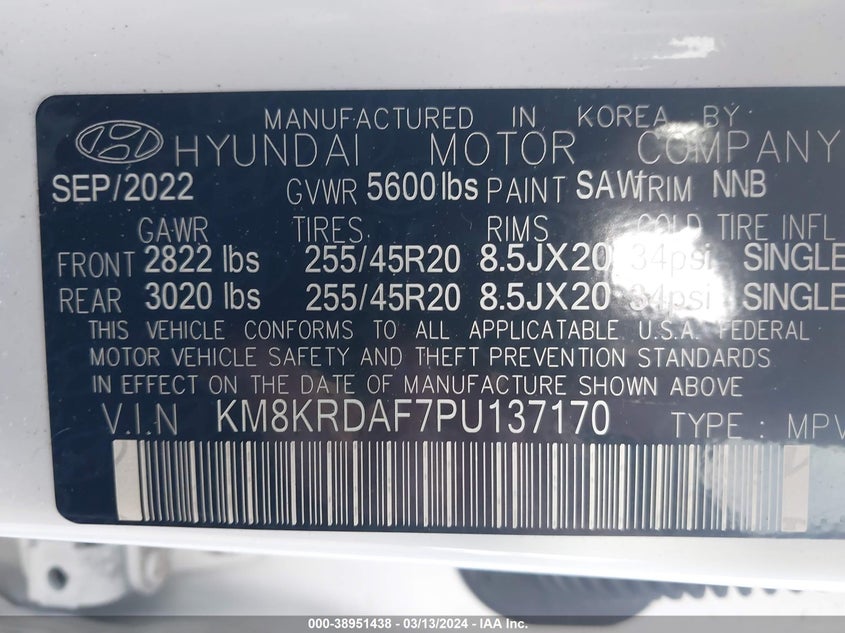 MANUFACTURED IN KOREA BY
HYUNDAI MOTOR COMPANY
SEP/2022 GVWR 5600lbs PAINT SAW TRIM NNB
GAWR TIRES RIMS COLD TIRE INFL
FRONT 2822 lbs 255/45R20 8.5JX20 34psi SINGLE
REAR 3020 lbs 255/45R20 8.5JX20 34psi SINGLE
THIS VEHICLE CONFORMS TO ALL APPLICATABLE U.S.A. FEDERAL
MOTOR VEHICLE SAFETY AND THEFT PREVENTION STANDARDS
IN EFFECT ON THE DATE OF MANUFACTURE SHOWN ABOVE
V.I.N KM8KRDAF7PU137170 TYPE : MPV
000-38951438 - 03/13/2024 - IAA Inc.